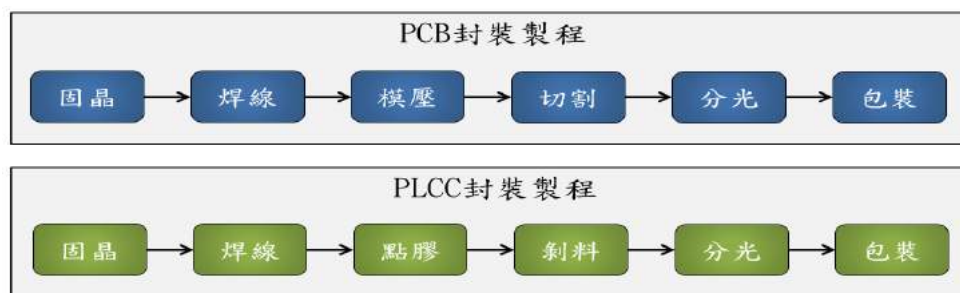 PCB封裝製程
固晶 焊線 模壓 切割 分光 包裝
PLCC封裝製程
固晶 焊線 點膠 剝料 分光 包裝